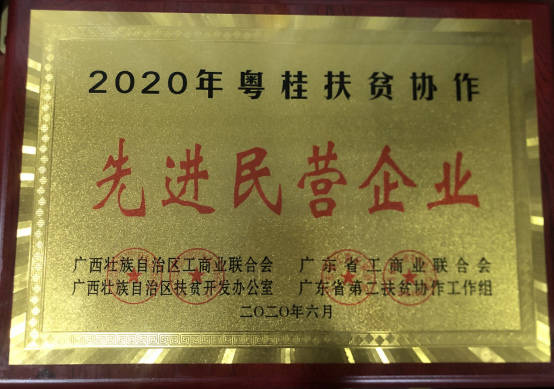 2020年粤桂扶贫协作
先进民营企业
广西壮族自治区工商业联合会 广东省工商业联合会
广西壮族自治区扶贫开发办公室 广东省第二扶贫协作工作组
二〇二〇年六月